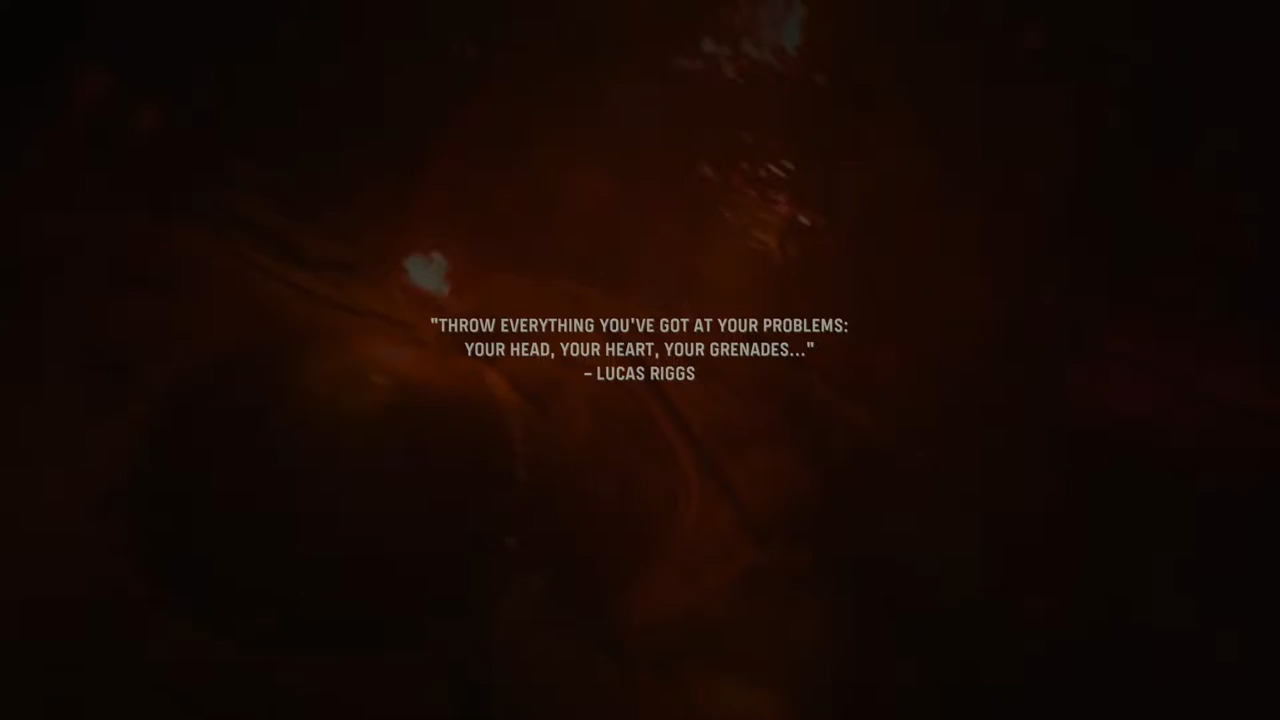 "THROW EVERYTHING YOU'VE GOT AT YOUR PROBLEMS:
YOUR HEAD, YOUR HEART, YOUR GRENADES..."
– LUCAS RIGGS